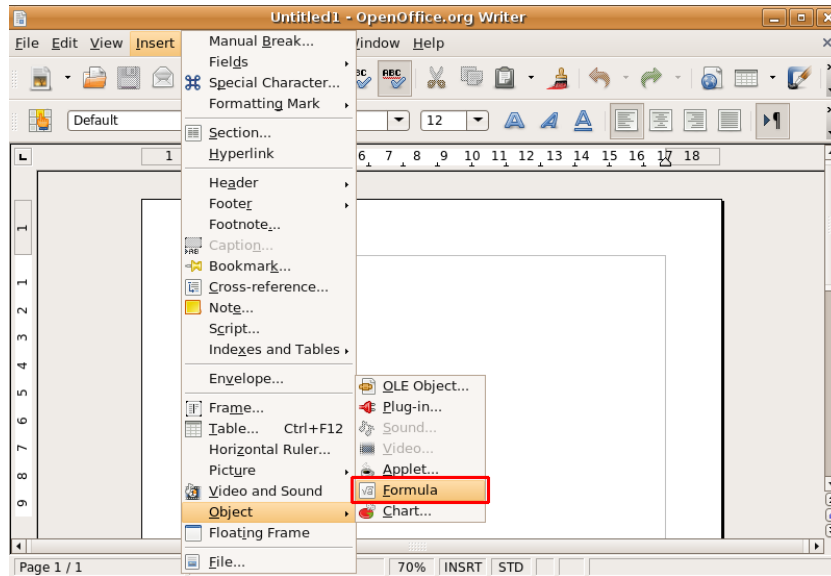 Untitled1 - OpenOffice.org Writer
File Edit View Insert Window Help
Manual Break...
Fields
Special Character...
Formatting Mark
Section...
Hyperlink
Header
Footer
Footnote...
Caption...
Bookmark...
Cross-reference...
Note...
Script...
Indexes and Tables
Envelope...
Frame...
Table... Ctrl+F12
Horizontal Ruler...
Picture
Video and Sound
Object
Floating Frame
File...
OLE Object...
Plug-in...
Sound...
Video...
Applet...
Formula
Chart...
ABC
Default 12
1 6 7 8 9 10 11 12 13 14 15 16 17 18
1
1
2
3
4
5
6
7
8
9
Page 1 / 1 70% INSRT STD